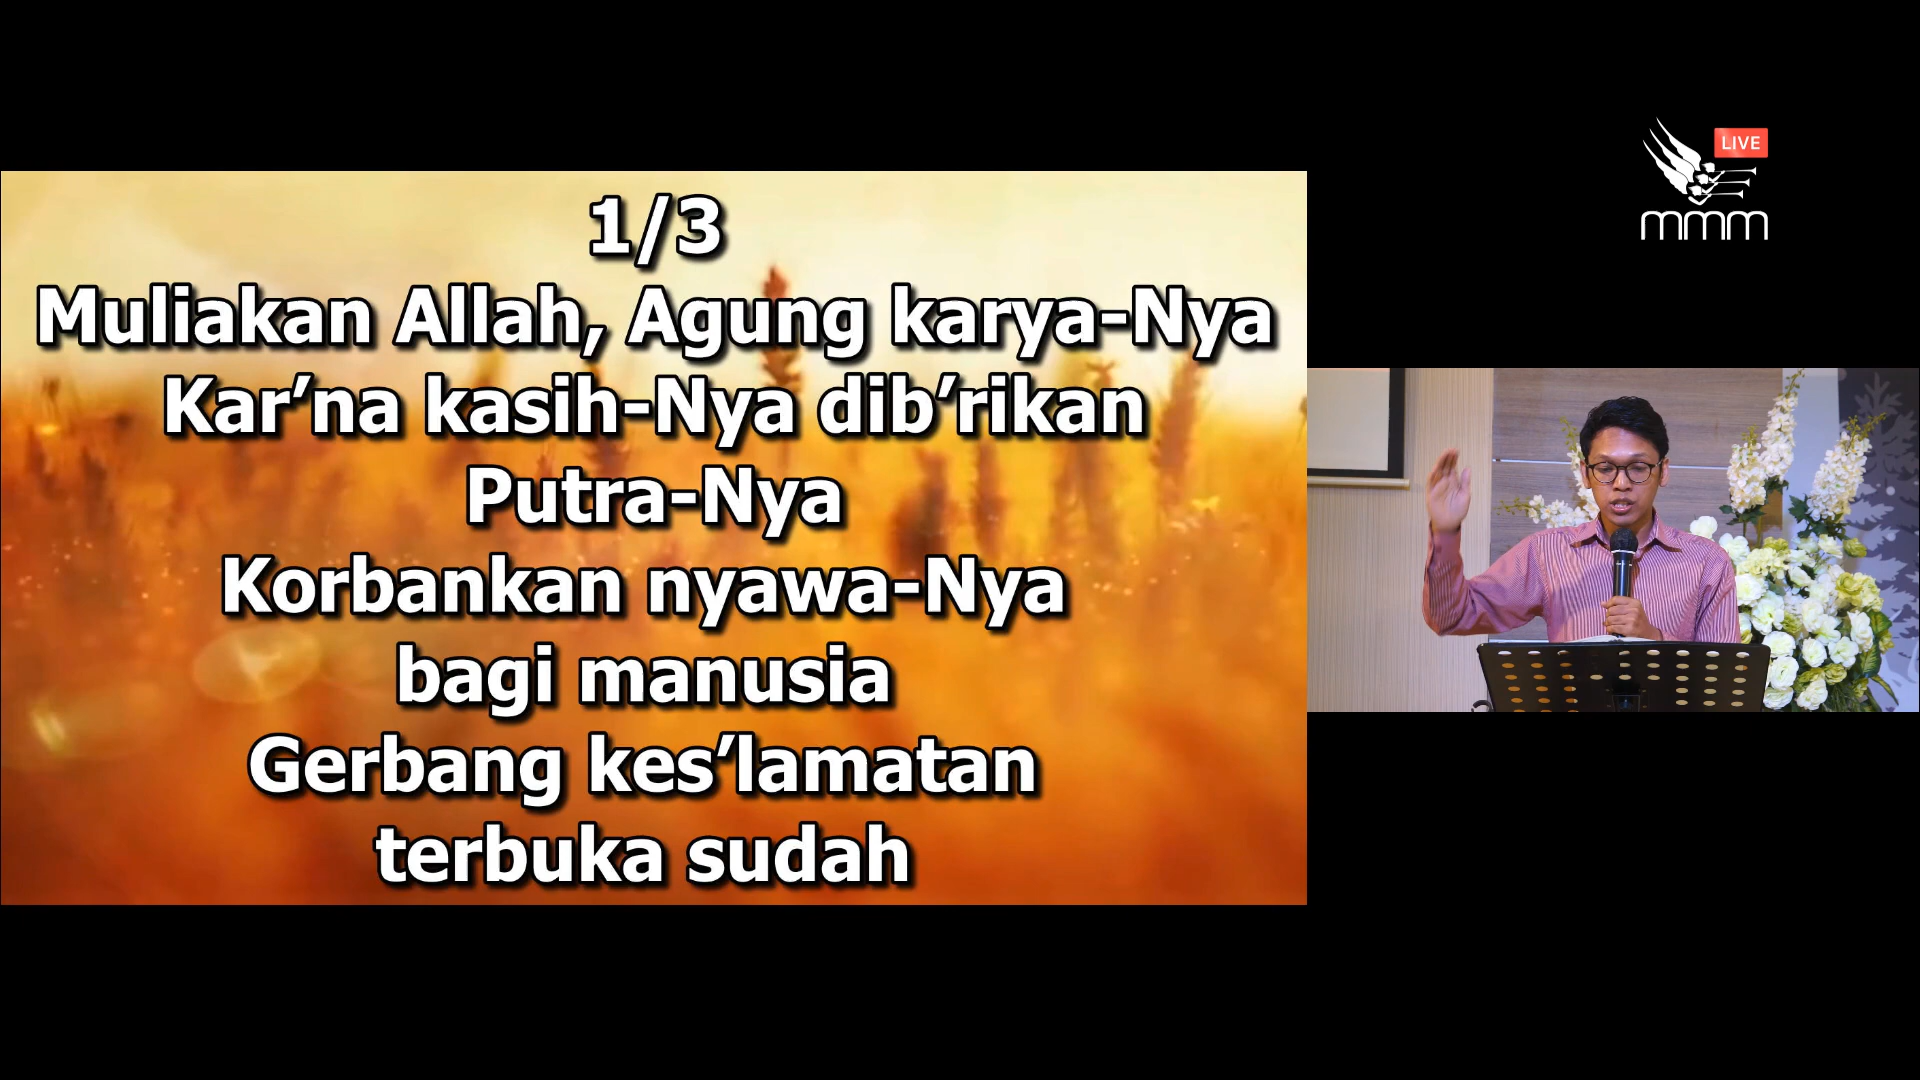 1/3
Muliakan Allah, Agung karya-Nya
Kar’na kasih-Nya dib’rikan
Putra-Nya
Korbankan nyawa-Nya
bagi manusia
Gerbang kes’lamatan
terbuka sudah
LIVE
mmm